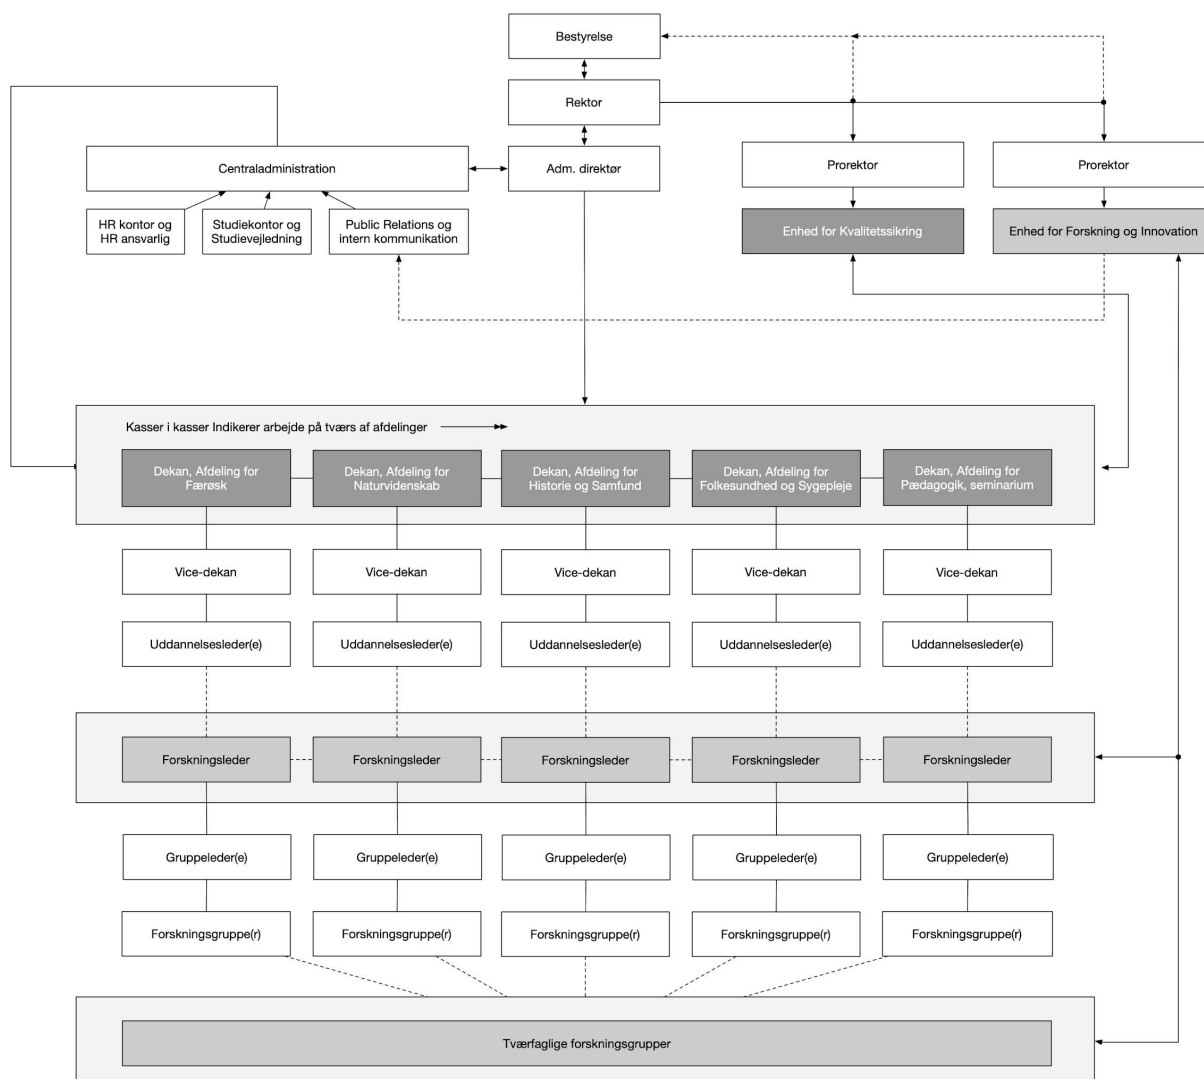 Bestyrelse
Rektor
Centraladministration
Adm. direktør
Prorektor
Prorektor
HR kontor og
HR ansvarlig
Studiekontor og
Studievejledning
Public Relations og
intern kommunikation
Enhed for Kvalitetssikring
Enhed for Forskning og Innovation
Kasser i kasser Indikerer arbejde på tværs af afdelinger
Dekan, Afdeling for
Færøsk
Dekan, Afdeling for
Naturvidenskab
Dekan, Afdeling for
Historie og Samfund
Dekan, Afdeling for
Folkesundhed og Sygepleje
Dekan, Afdeling for
Pædagogik, seminarium
Vice-dekan
Vice-dekan
Vice-dekan
Vice-dekan
Vice-dekan
Uddannelsesleder(e)
Uddannelsesleder(e)
Uddannelsesleder(e)
Uddannelsesleder(e)
Uddannelsesleder(e)
Forskningsleder
Forskningsleder
Forskningsleder
Forskningsleder
Forskningsleder
Gruppeleder(e)
Gruppeleder(e)
Gruppeleder(e)
Gruppeleder(e)
Gruppeleder(e)
Forskningsgruppe(r)
Forskningsgruppe(r)
Forskningsgruppe(r)
Forskningsgruppe(r)
Forskningsgruppe(r)
Tværfaglige forskningsgrupper